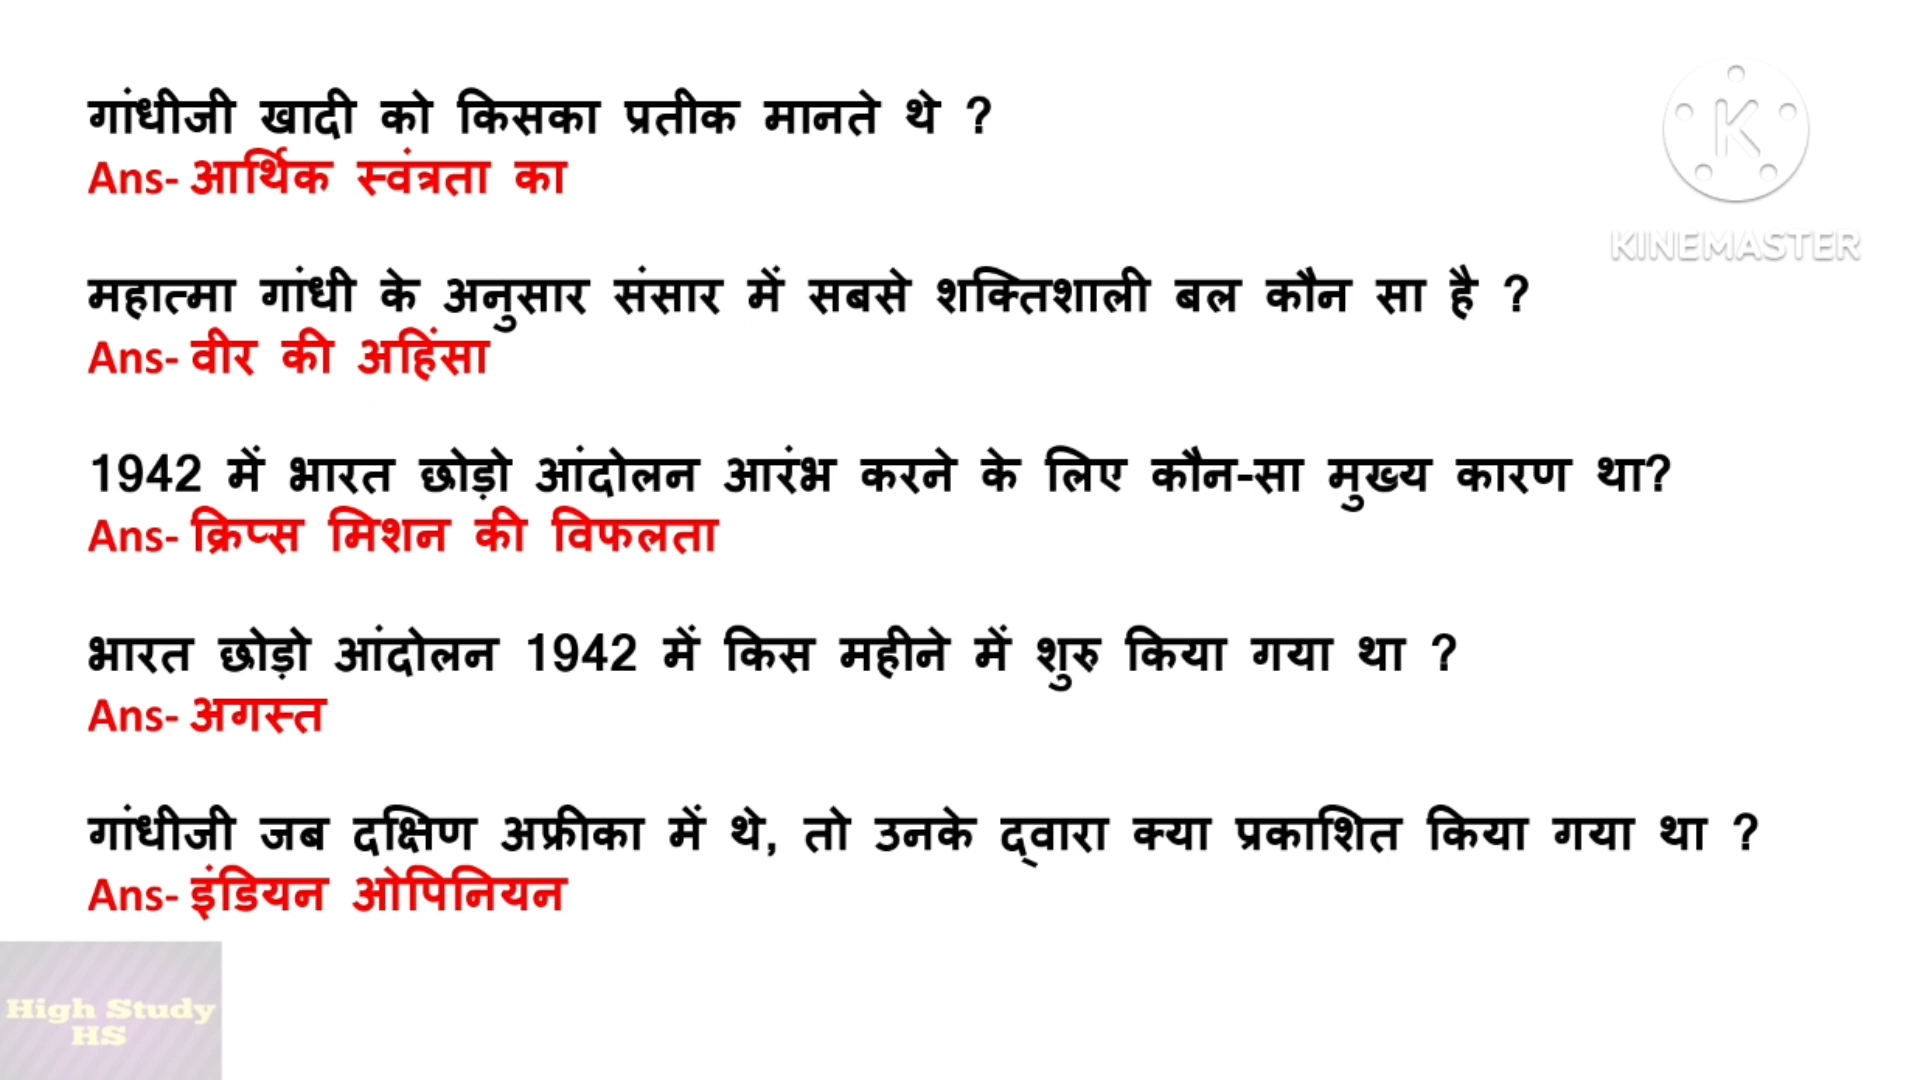 गांधीजी खादी को किसका प्रतीक मानते थे ?
Ans- आर्थिक स्वंत्रता का
K
KINEMASTER
महात्मा गांधी के अनुसार संसार में सबसे शक्तिशाली बल कौन सा है ?
Ans- वीर की अहिंसा
1942 में भारत छोड़ो आंदोलन आरंभ करने के लिए कौन-सा मुख्य कारण था?
Ans- क्रिप्स मिशन की विफलता
भारत छोड़ो आंदोलन 1942 में किस महीने में शुरु किया गया था ?
Ans- अगस्त
गांधीजी जब दक्षिण अफ्रीका में थे, तो उनके द्वारा क्या प्रकाशित किया गया था ?
Ans- इंडियन ओपिनियन
High Study
HS